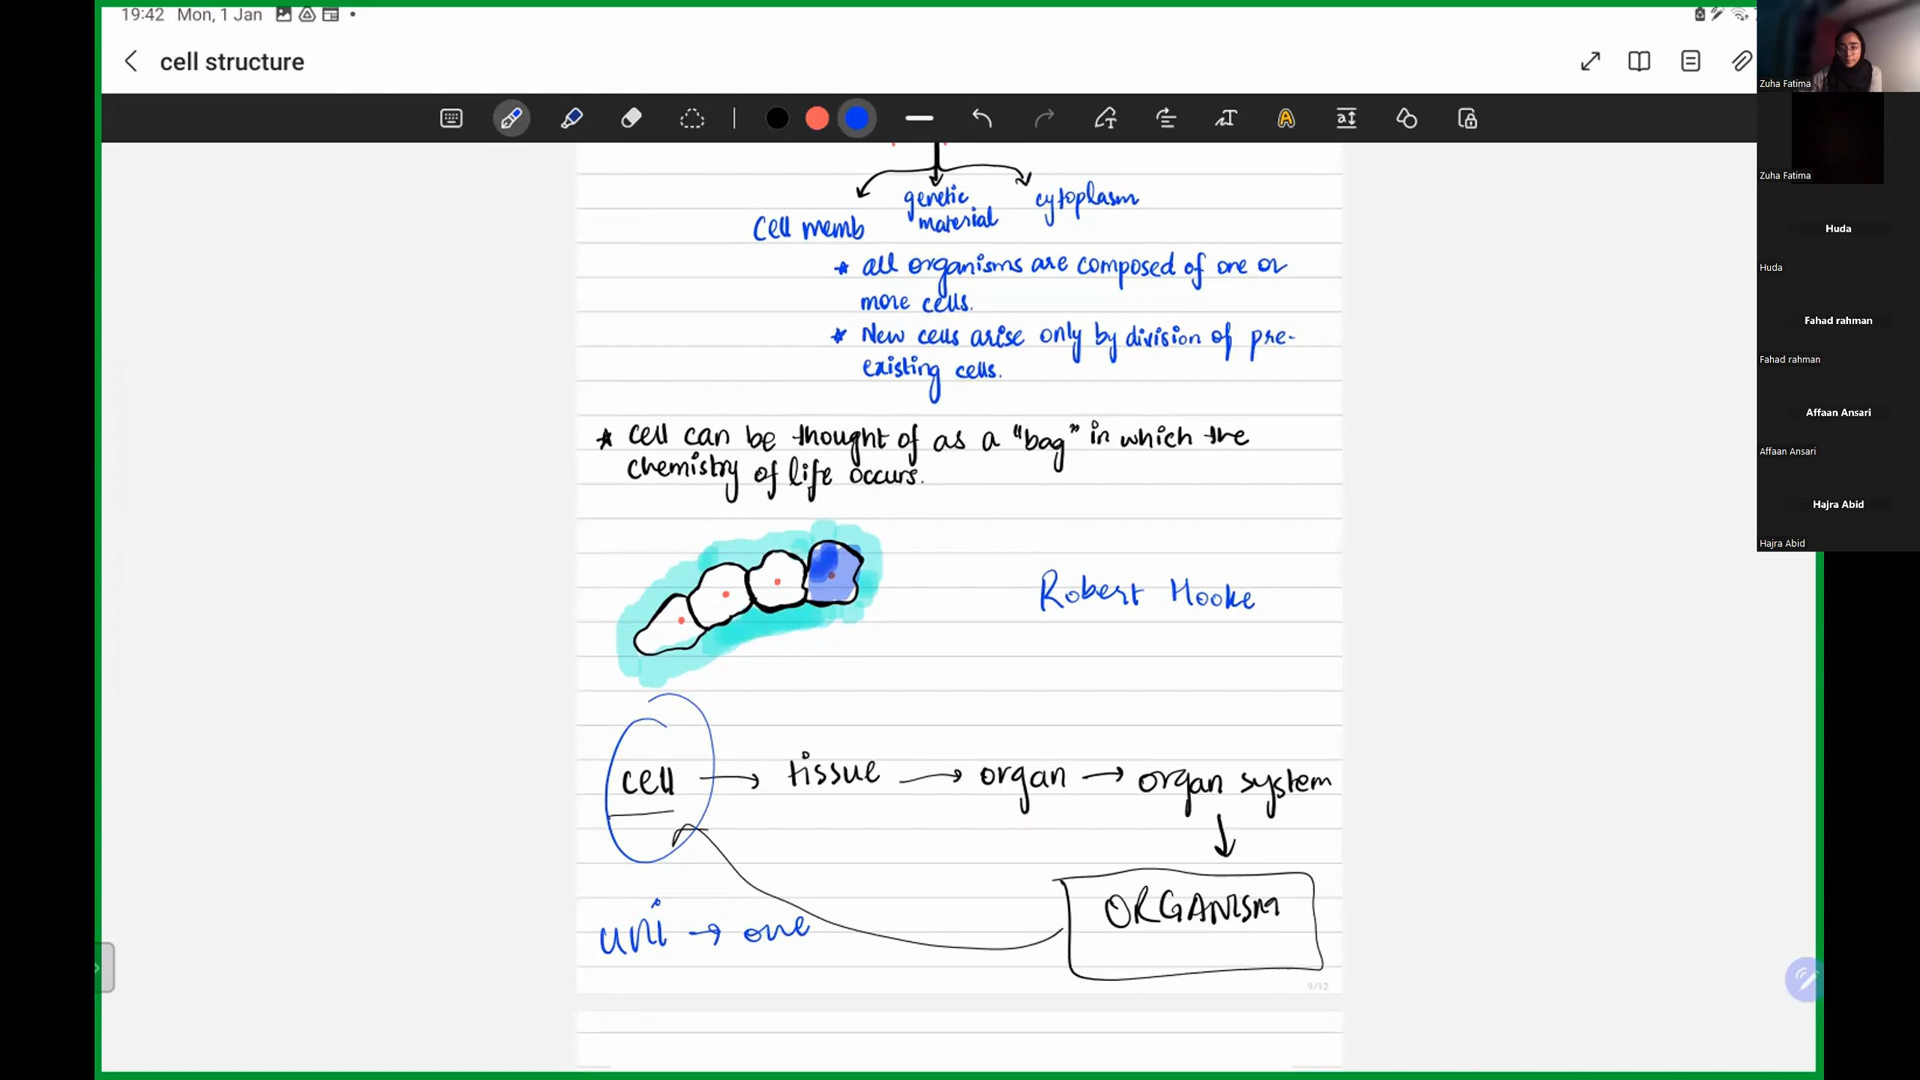 19:42 Mon, 1 Jan
cell structure
genetic
material
cytoplasm
Cell memb
* all organisms are composed of one or
more cells.
* New cells arise only by division of pre-
existing cells.
* cell can be thought of as a "bag" in which the
chemistry of life occurs.
Robert Hooke
cell → tissue → organ → organ system
ORGANISM
uni → one
9/12
Zuha Fatima
Zuha Fatima
Huda
Huda
Fahad rahman
Fahad rahman
Affaan Ansari
Affaan Ansari
Hajra Abid
Hajra Abid